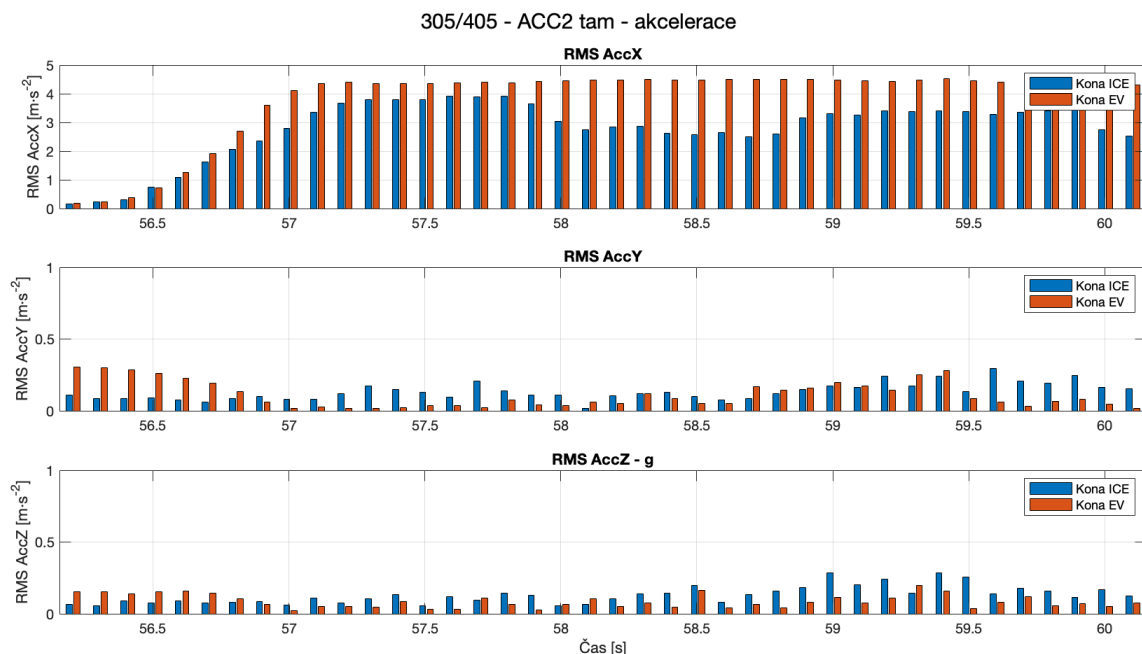 305/405 - ACC2 tam - akcelerace
RMS AccX
RMS AccX [m·s⁻²]
5
4
3
2
1
0
Kona ICE
Kona EV
56.5 57 57.5 58 58.5 59 59.5 60
RMS AccY
RMS AccY [m·s⁻²]
1
0.5
0
Kona ICE
Kona EV
56.5 57 57.5 58 58.5 59 59.5 60
RMS AccZ - g
RMS AccZ [m·s⁻²]
1
0.5
0
Kona ICE
Kona EV
56.5 57 57.5 58 58.5 59 59.5 60
Čas [s]